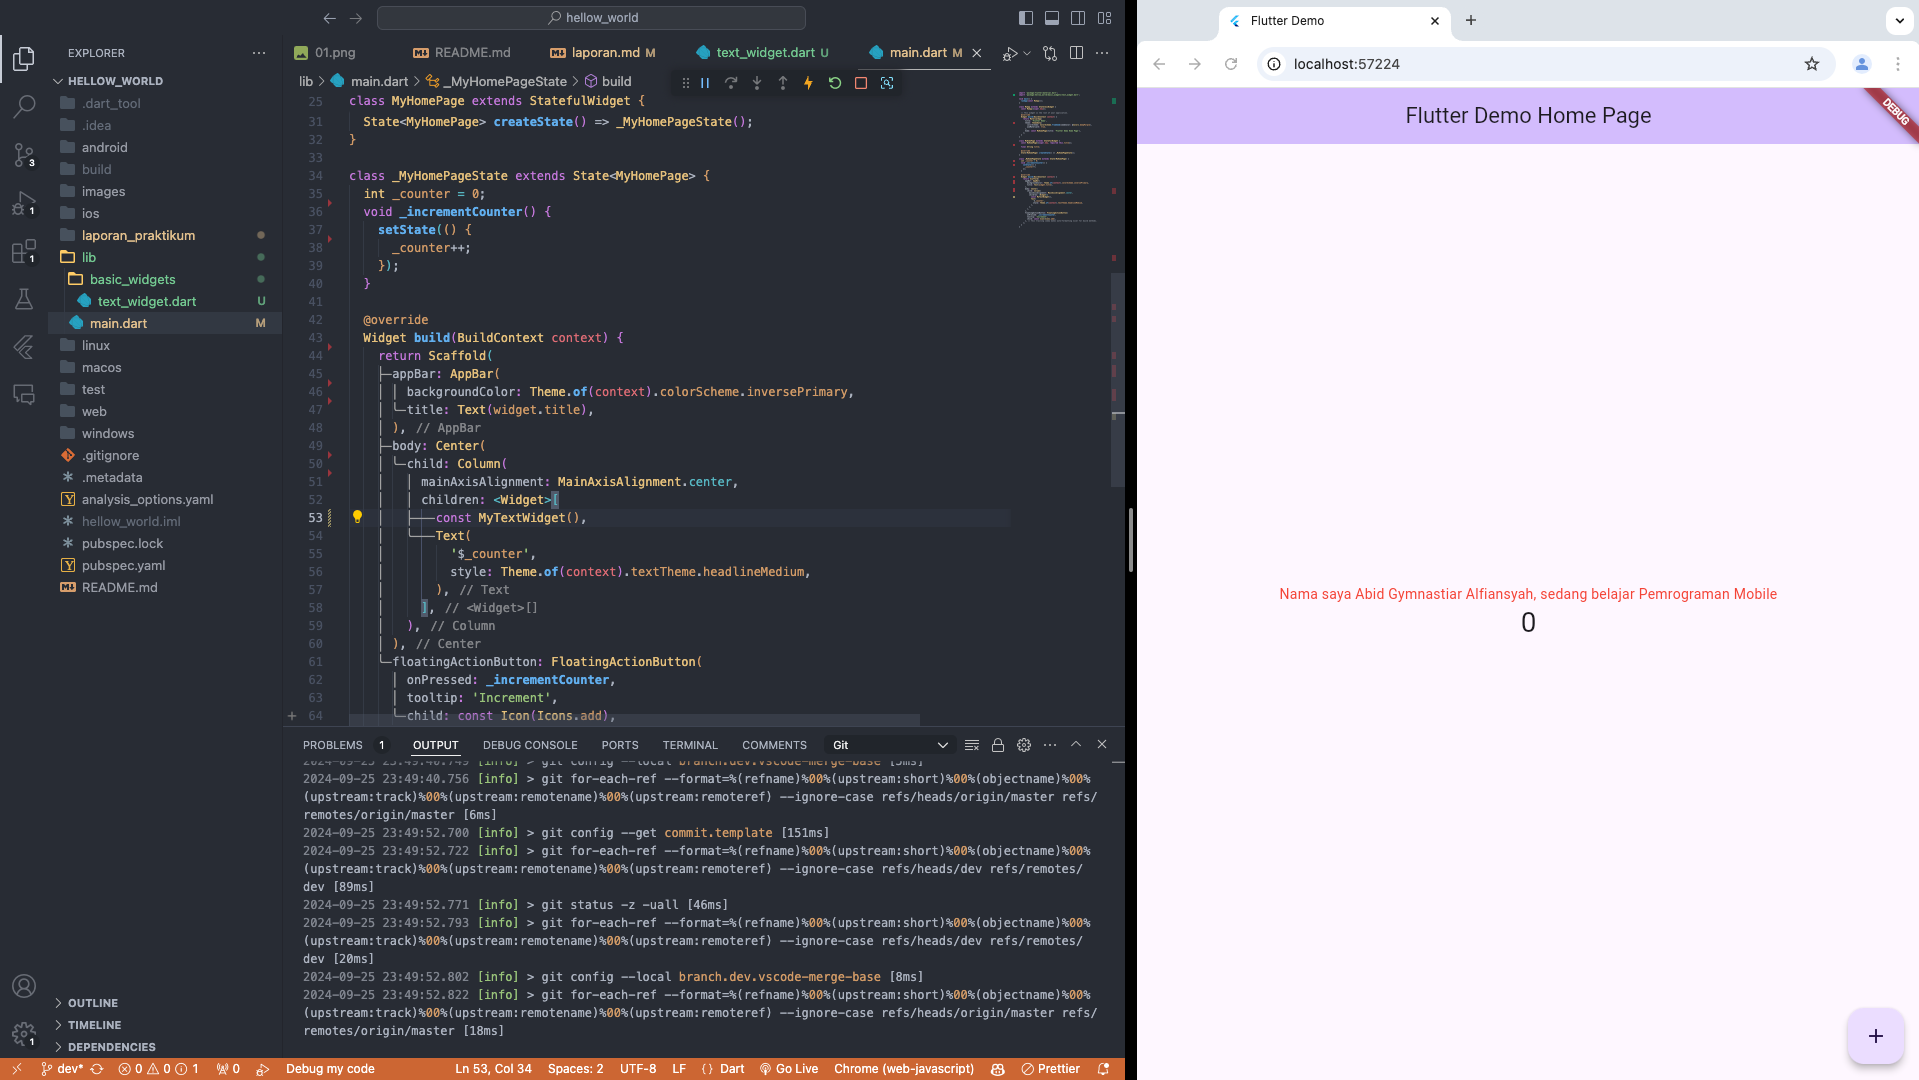 hellow_world
EXPLORER
HELLOW_WORLD
.dart_tool
.idea
android
build
images
ios
laporan_praktikum
lib
basic_widgets
text_widget.dart U
main.dart M
linux
macos
test
web
windows
.gitignore
.metadata
analysis_options.yaml
hellow_world.iml
pubspec.lock
pubspec.yaml
README.md
OUTLINE
TIMELINE
DEPENDENCIES
3
1
1
1
01.png README.md laporan.md M text_widget.dart U main.dart M
lib > main.dart > _MyHomePageState > build
25 class MyHomePage extends StatefulWidget {
31 State<MyHomePage> createState() => _MyHomePageState();
32 }
33
34 class _MyHomePageState extends State<MyHomePage> {
35 int _counter = 0;
36 void _incrementCounter() {
37 setState(() {
38 _counter++;
39 });
40 }
41
42 @override
43 Widget build(BuildContext context) {
44 return Scaffold(
45 appBar: AppBar(
46 backgroundColor: Theme.of(context).colorScheme.inversePrimary,
47 title: Text(widget.title),
48 ), // AppBar
49 body: Center(
50 child: Column(
51 mainAxisAlignment: MainAxisAlignment.center,
52 children: <Widget>[
53 const MyTextWidget(),
54 Text(
55 '$_counter',
56 style: Theme.of(context).textTheme.headlineMedium,
57 ), // Text
58 ], // <Widget>[]
59 ), // Column
60 ), // Center
61 floatingActionButton: FloatingActionButton(
62 onPressed: _incrementCounter,
63 tooltip: 'Increment',
64 child: const Icon(Icons.add),
PROBLEMS 1 OUTPUT DEBUG CONSOLE PORTS TERMINAL COMMENTS Git
2024-09-25 23:49:40.749 [info] > git config --local branch.dev.vscode-merge-base [5ms]
2024-09-25 23:49:40.756 [info] > git for-each-ref --format=%(refname)%00%(upstream:short)%00%(objectname)%00%
(upstream:track)%00%(upstream:remotename)%00%(upstream:remoteref) --ignore-case refs/heads/origin/master refs/
remotes/origin/master [6ms]
2024-09-25 23:49:52.700 [info] > git config --get commit.template [151ms]
2024-09-25 23:49:52.722 [info] > git for-each-ref --format=%(refname)%00%(upstream:short)%00%(objectname)%00%
(upstream:track)%00%(upstream:remotename)%00%(upstream:remoteref) --ignore-case refs/heads/dev refs/remotes/
dev [89ms]
2024-09-25 23:49:52.771 [info] > git status -z -uall [46ms]
2024-09-25 23:49:52.793 [info] > git for-each-ref --format=%(refname)%00%(upstream:short)%00%(objectname)%00%
(upstream:track)%00%(upstream:remotename)%00%(upstream:remoteref) --ignore-case refs/heads/dev refs/remotes/
dev [20ms]
2024-09-25 23:49:52.802 [info] > git config --local branch.dev.vscode-merge-base [8ms]
2024-09-25 23:49:52.822 [info] > git for-each-ref --format=%(refname)%00%(upstream:short)%00%(objectname)%00%
(upstream:track)%00%(upstream:remotename)%00%(upstream:remoteref) --ignore-case refs/heads/origin/master refs/
remotes/origin/master [18ms]
dev* 0 0 1 0 Debug my code Ln 53, Col 34 Spaces: 2 UTF-8 LF { } Dart Go Live Chrome (web-javascript) Prettier
Flutter Demo
localhost:57224
Flutter Demo Home Page
DEBUG
Nama saya Abid Gymnastiar Alfiansyah, sedang belajar Pemrograman Mobile
0